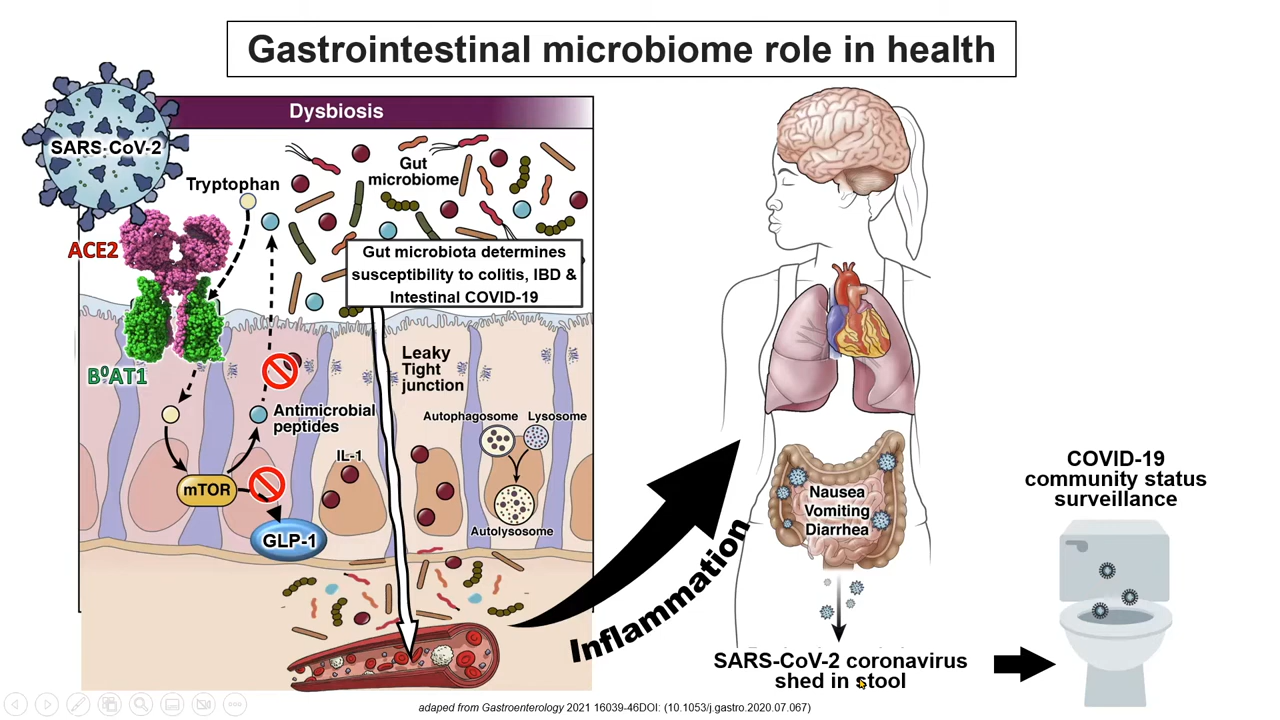 Gastrointestinal microbiome role in health
Dysbiosis
SARS-CoV-2
Tryptophan
Gut
microbiome
ACE2
Gut microbiota determines
susceptibility to colitis, IBD &
Intestinal COVID-19
B⁰AT1
Leaky
Tight
junction
Antimicrobial
peptides
Autophagosome
Lysosome
IL-1
mTOR
Autolysosome
GLP-1
Inflammation
Nausea
Vomiting
Diarrhea
SARS-CoV-2 coronavirus
shed in stool
COVID-19
community status
surveillance
adapted from Gastroenterology 2021 16039-46DOI: (10.1053/j.gastro.2020.07.067)